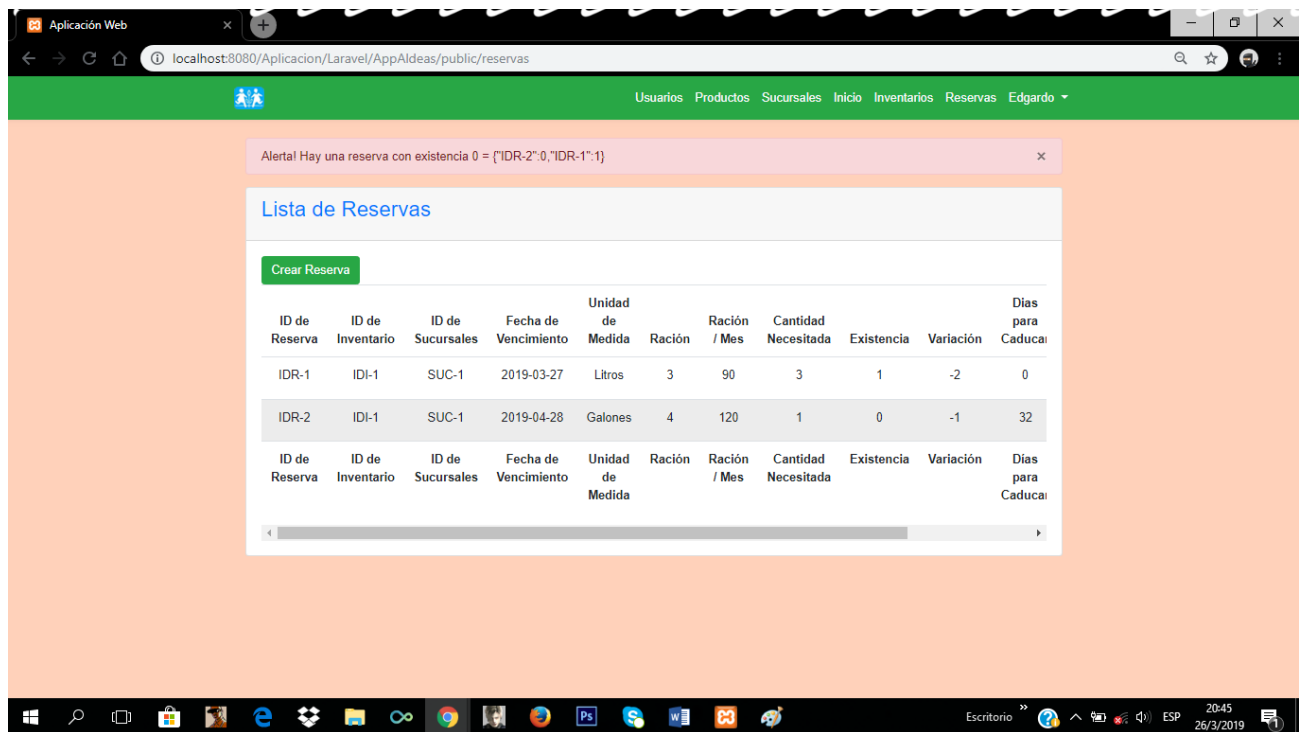 Aplicación Web
localhost:8080/Aplicacion/Laravel/AppAldeas/public/reservas
Usuarios Productos Sucursales Inicio Inventarios Reservas Edgardo
Alerta! Hay una reserva con existencia 0 = {"IDR-2":0,"IDR-1":1}
Lista de Reservas
Crear Reserva
ID de Reserva ID de Inventario ID de Sucursales Fecha de Vencimiento Unidad de Medida Ración Ración / Mes Cantidad Necesitada Existencia Variación Dias para Caduca
IDR-1 IDI-1 SUC-1 2019-03-27 Litros 3 90 3 1 -2 0
IDR-2 IDI-1 SUC-1 2019-04-28 Galones 4 120 1 0 -1 32
ID de Reserva ID de Inventario ID de Sucursales Fecha de Vencimiento Unidad de Medida Ración Ración / Mes Cantidad Necesitada Existencia Variación Dias para Caduca
Ps
Escritorio
ESP
20:45
26/3/2019